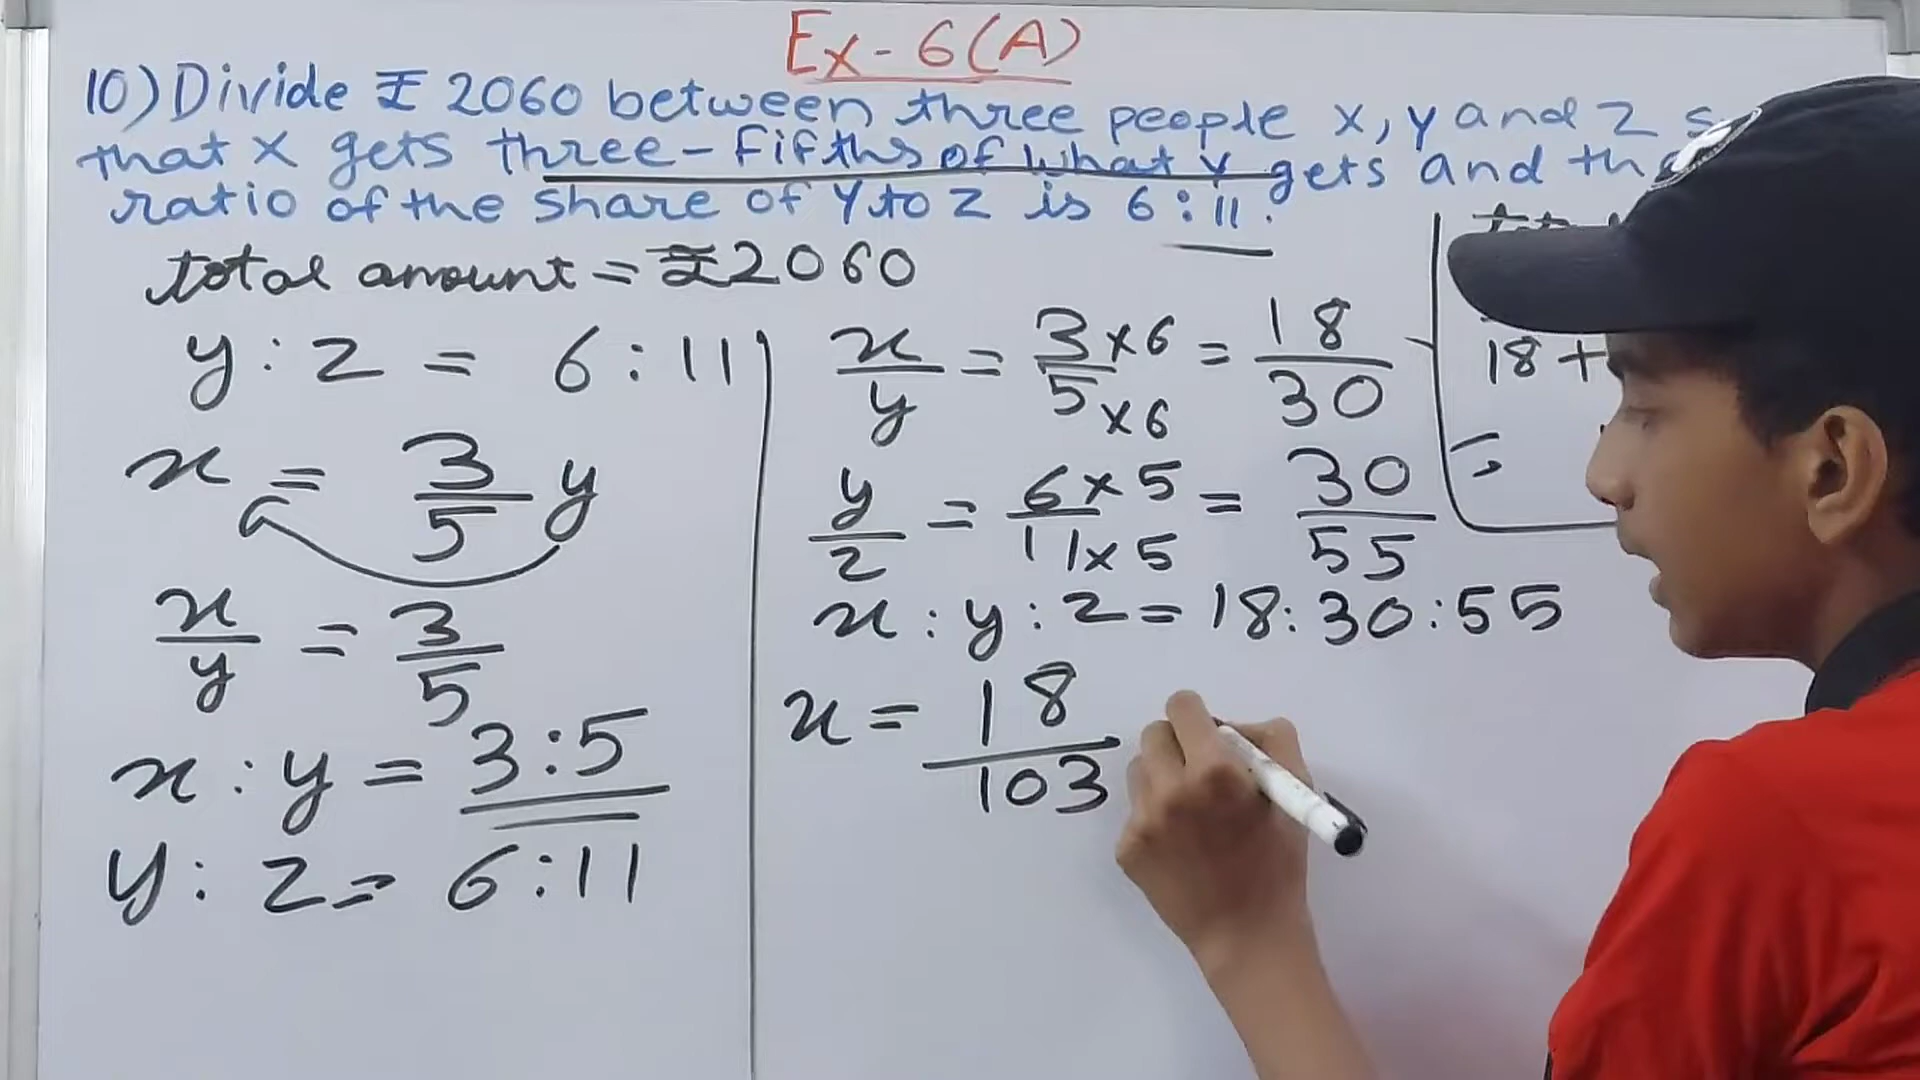 Ex-6(A)
10) Divide ₹ 2060 between three people x, y and z
that x gets three-fifths of what y gets and
ratio of the share of y to z is 6:11.
total amount = ₹2060
y : z = 6 : 11
x = 3/5 y
x/y = 3/5
x : y = 3:5
y : z = 6:11
x/y = 3×6/5×6 = 18/30
y/z = 6×5/11×5 = 30/55
x : y : z = 18:30:55
x = 18/103
18+
=